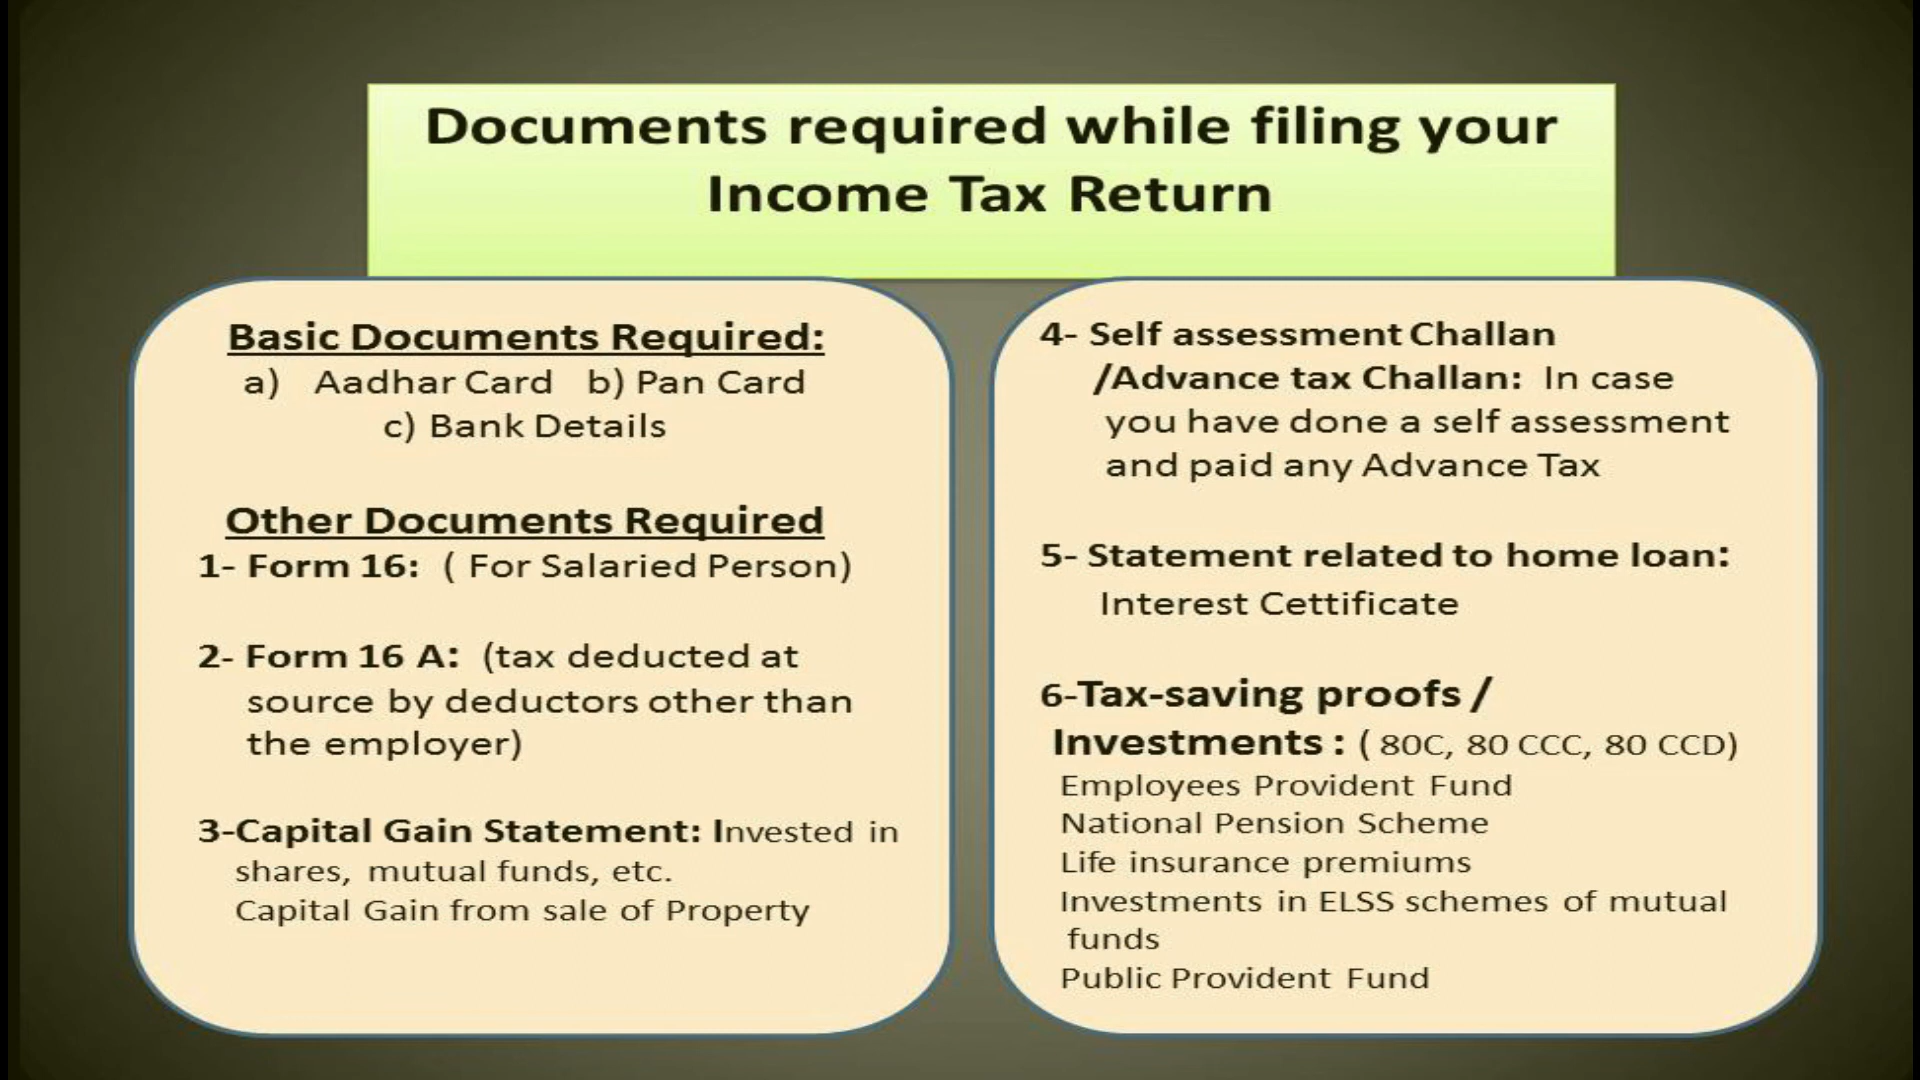 Documents required while filing your
Income Tax Return
Basic Documents Required:
a) Aadhar Card b) Pan Card
c) Bank Details
Other Documents Required
1- Form 16: ( For Salaried Person)
2- Form 16 A: (tax deducted at
source by deductors other than
the employer)
3-Capital Gain Statement: Invested in
shares, mutual funds, etc.
Capital Gain from sale of Property
4- Self assessment Challan
/Advance tax Challan: In case
you have done a self assessment
and paid any Advance Tax
5- Statement related to home loan:
Interest Cettificate
6-Tax-saving proofs /
Investments : ( 80C, 80 CCC, 80 CCD)
Employees Provident Fund
National Pension Scheme
Life insurance premiums
Investments in ELSS schemes of mutual
funds
Public Provident Fund